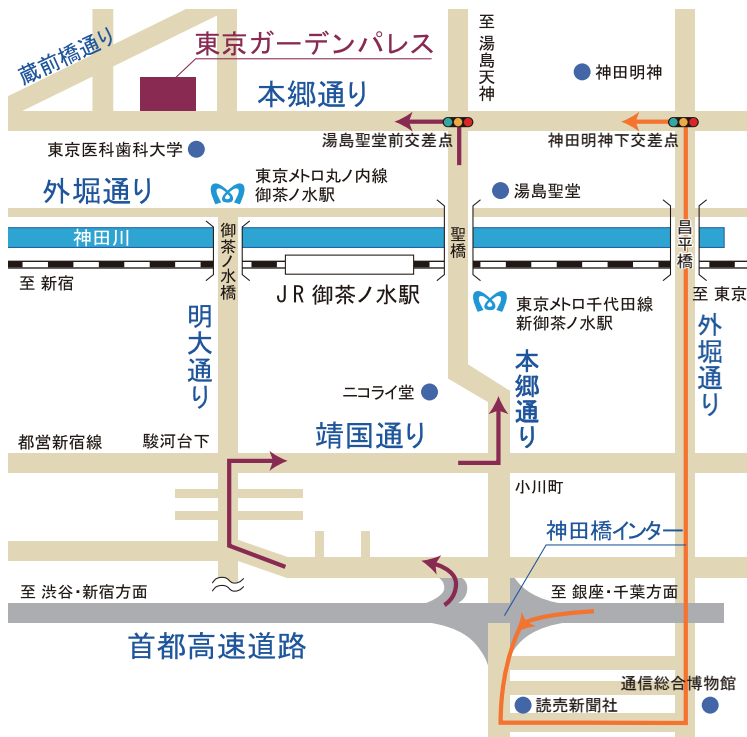 蔵前橋通り
東京ガーデンパレス
至 湯島天神
神田明神
本郷通り
湯島聖堂前交差点
神田明神下交差点
東京医科歯科大学
東京メトロ丸ノ内線
御茶ノ水駅
湯島聖堂
外堀通り
神田川
御茶ノ水橋
聖橋
昌平橋
至 新宿
JR 御茶ノ水駅
至 東京
東京メトロ千代田線
新御茶ノ水駅
明大通り
本郷通り
外堀通り
ニコライ堂
靖国通り
都営新宿線
駿河台下
小川町
神田橋インター
至 渋谷・新宿方面
至 銀座・千葉方面
首都高速道路
通信総合博物館
読売新聞社